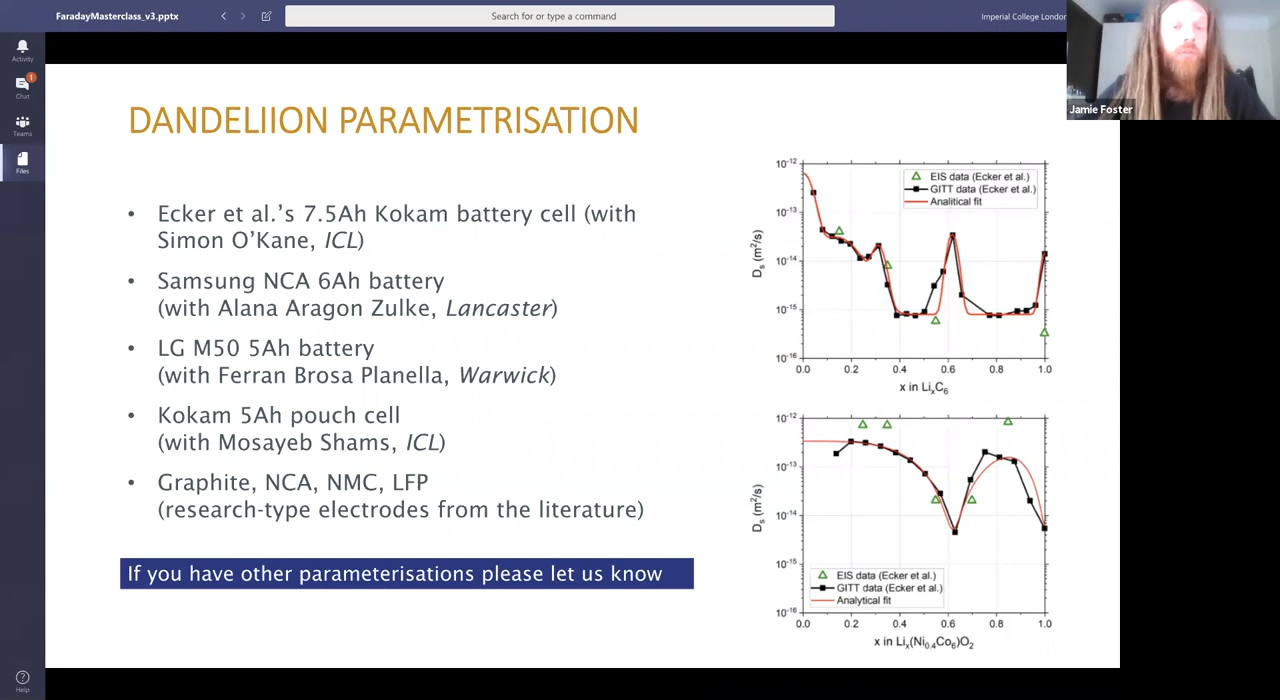 FaradayMasterclass_v3.pptx
Search for or type a command
Imperial College London
Activity
1
Chat
Teams
Files
Help
Jamie Foster
DANDELIION PARAMETRISATION
• Ecker et al.'s 7.5Ah Kokam battery cell (with
Simon O'Kane, ICL)
• Samsung NCA 6Ah battery
(with Alana Aragon Zulke, Lancaster)
• LG M50 5Ah battery
(with Ferran Brosa Planella, Warwick)
• Kokam 5Ah pouch cell
(with Mosayeb Shams, ICL)
• Graphite, NCA, NMC, LFP
(research-type electrodes from the literature)
If you have other parameterisations please let us know
10⁻¹²
10⁻¹³
10⁻¹⁴
10⁻¹⁵
10⁻¹⁶
Dₛ (m²/s)
EIS data (Ecker et al.)
GITT data (Ecker et al.)
Analitical fit
0.0 0.2 0.4 0.6 0.8 1.0
x in LiₓC₆
10⁻¹²
10⁻¹³
10⁻¹⁴
10⁻¹⁵
10⁻¹⁶
Dₛ (m²/s)
EIS data (Ecker et al.)
GITT data (Ecker et al.)
Analytical fit
0.0 0.2 0.4 0.6 0.8 1.0
x in Liₓ(Ni₀.₄Co₆)O₂